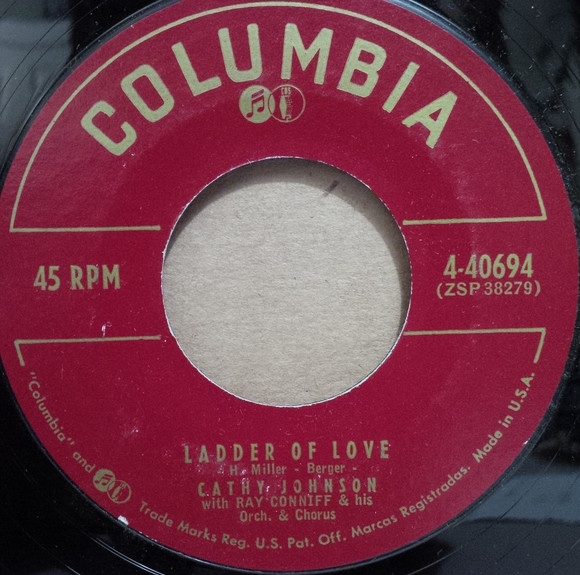 COLUMBIA
CBS
45 RPM
4-40694
(ZSP 38279)
LADDER OF LOVE
- H. Miller - Berger -
CATHY JOHNSON
with RAY CONNIFF & his
Orch. & Chorus
"Columbia" and Trade Marks Reg. U.S. Pat. Off. Marcas Registradas. Made in U.S.A.